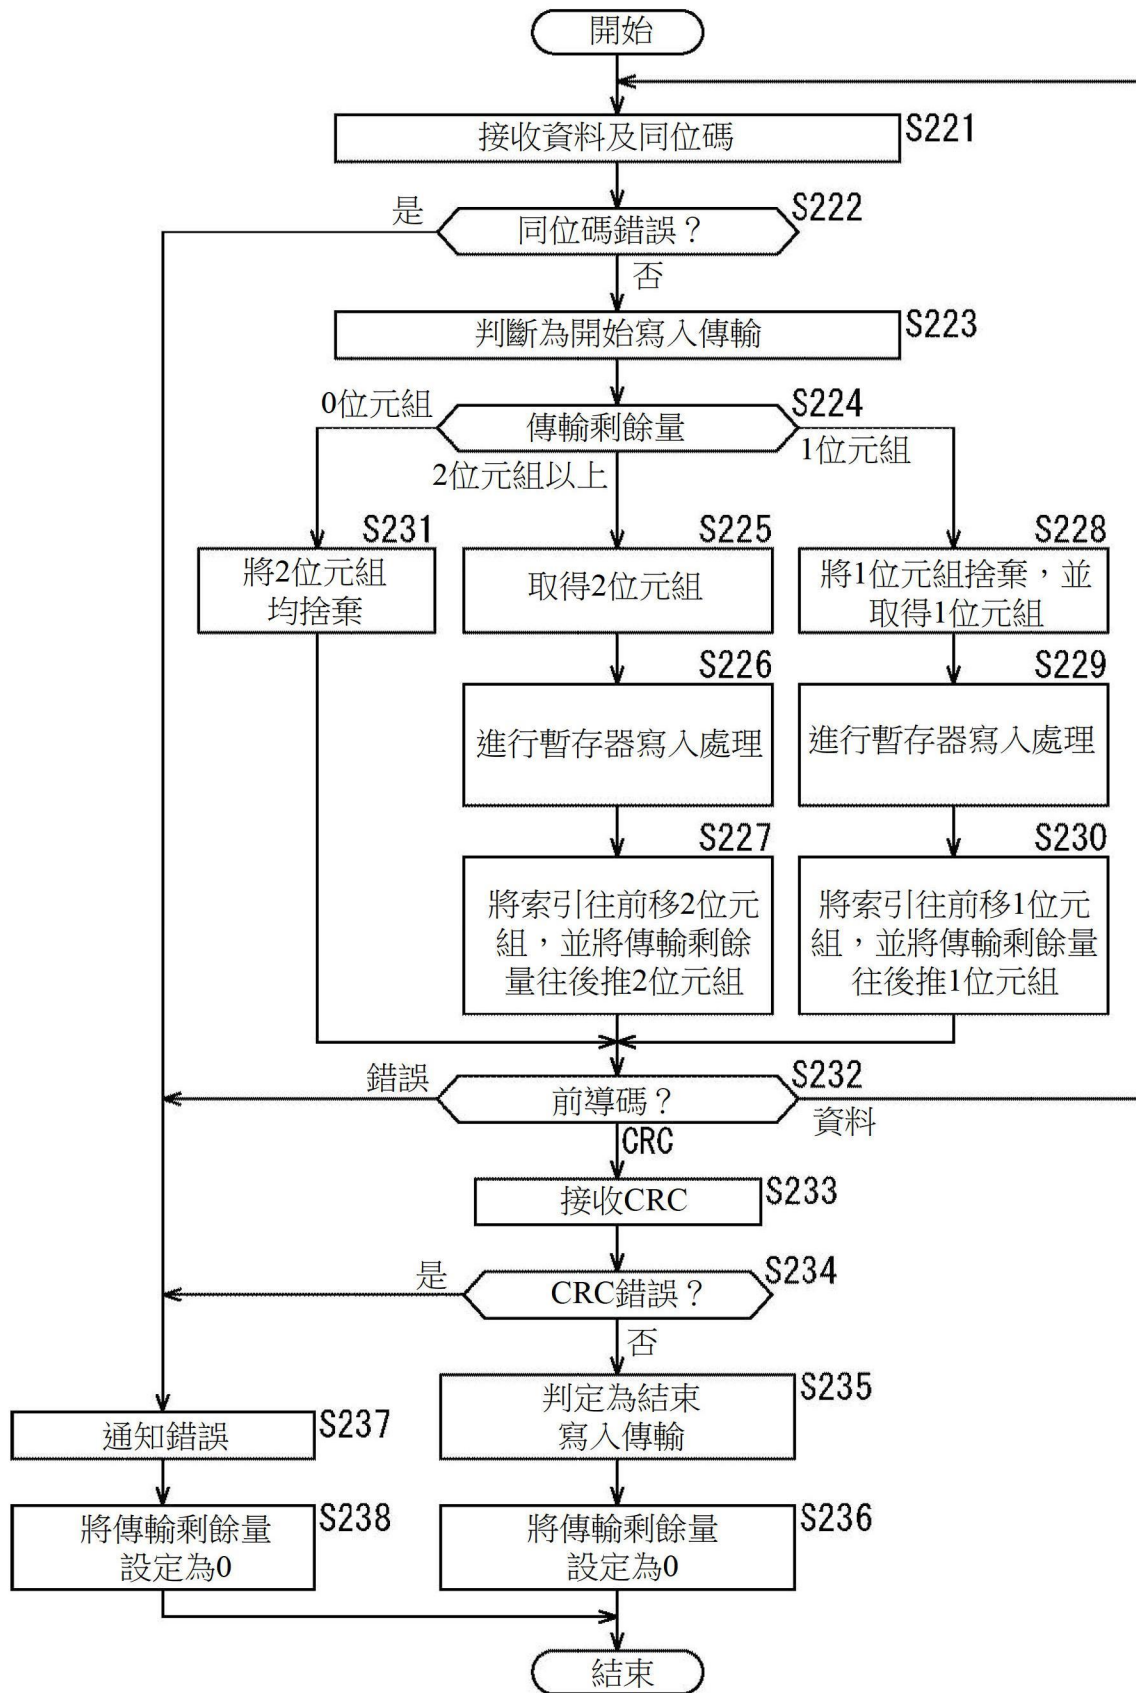 開始
接收資料及同位碼
S221
是
同位碼錯誤？
S222
否
判斷為開始寫入傳輸
S223
0位元組
傳輸剩餘量
S224
1位元組
2位元組以上
S231
將2位元組
均捨棄
S225
取得2位元組
S228
將1位元組捨棄，並
取得1位元組
S226
進行暫存器寫入處理
S229
進行暫存器寫入處理
S227
將索引往前移2位元
組，並將傳輸剩餘
量往後推2位元組
S230
將索引往前移1位元
組，並將傳輸剩餘量
往後推1位元組
錯誤
前導碼？
S232
資料
CRC
接收CRC
S233
是
CRC錯誤？
S234
否
判定為結束
寫入傳輸
S235
通知錯誤
S237
將傳輸剩餘量
設定為0
S238
將傳輸剩餘量
設定為0
S236
結束